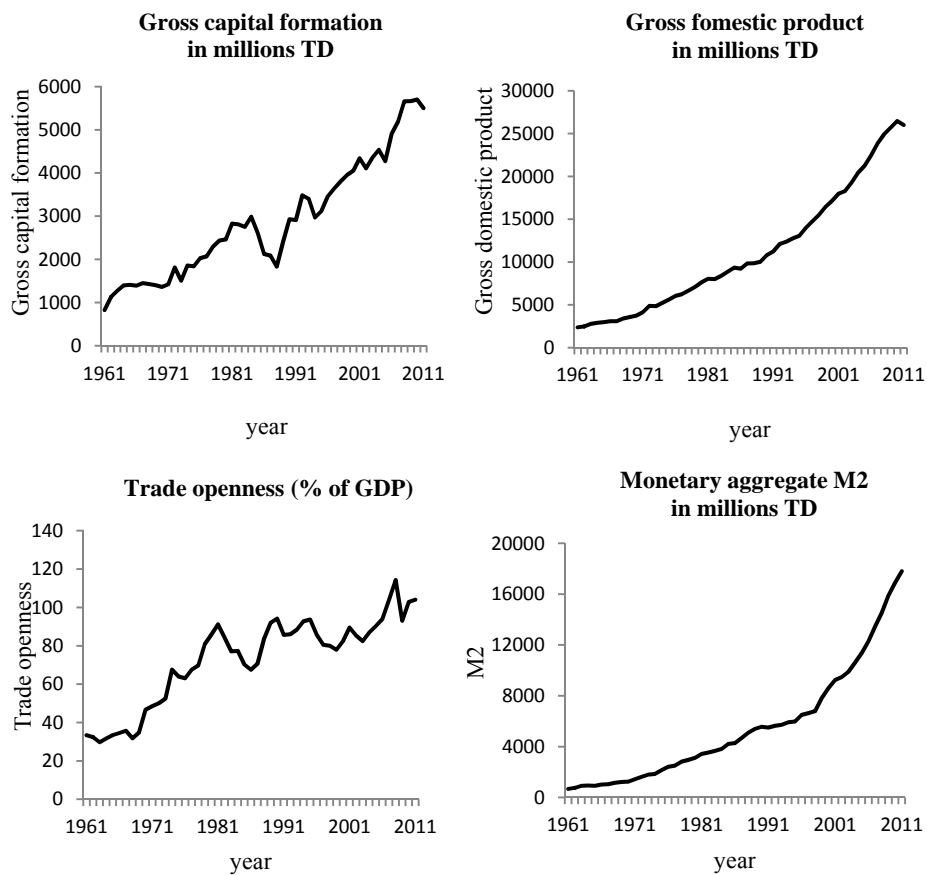 Gross capital formation
in millions TD
Gross capital formation
6000
5000
4000
3000
2000
1000
0
1961 1971 1981 1991 2001 2011
year
Gross fomestic product
in millions TD
Gross domestic product
30000
25000
20000
15000
10000
5000
0
1961 1971 1981 1991 2001 2011
year
Trade openness (% of GDP)
Trade openness
140
120
100
80
60
40
20
0
1961 1971 1981 1991 2001 2011
year
Monetary aggregate M2
in millions TD
M2
20000
16000
12000
8000
4000
0
1961 1971 1981 1991 2001 2011
year